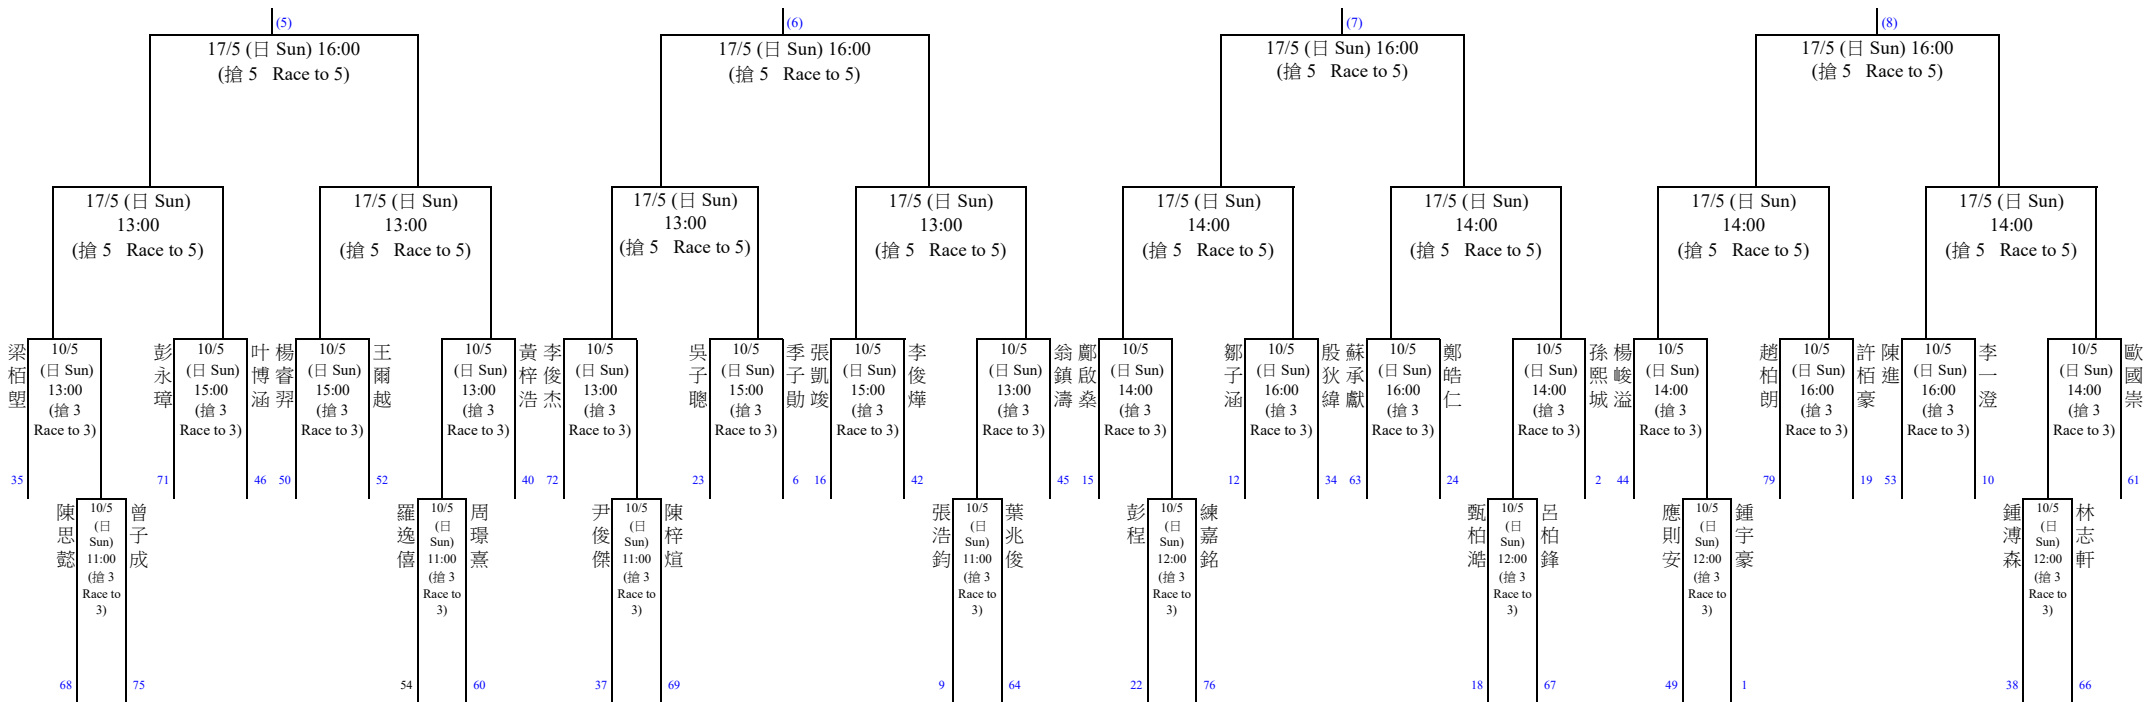 (5)
17/5 (日 Sun) 16:00
(搶 5 Race to 5)
(6)
17/5 (日 Sun) 16:00
(搶 5 Race to 5)
(7)
17/5 (日 Sun) 16:00
(搶 5 Race to 5)
(8)
17/5 (日 Sun) 16:00
(搶 5 Race to 5)
17/5 (日 Sun)
13:00
(搶 5 Race to 5)
17/5 (日 Sun)
13:00
(搶 5 Race to 5)
17/5 (日 Sun)
13:00
(搶 5 Race to 5)
17/5 (日 Sun)
13:00
(搶 5 Race to 5)
17/5 (日 Sun)
14:00
(搶 5 Race to 5)
17/5 (日 Sun)
14:00
(搶 5 Race to 5)
17/5 (日 Sun)
14:00
(搶 5 Race to 5)
17/5 (日 Sun)
14:00
(搶 5 Race to 5)
梁栢塱
35
10/5
(日 Sun)
13:00
(搶 3
Race to 3)
彭永璋
71
10/5
(日 Sun)
15:00
(搶 3
Race to 3)
叶博涵
46
楊睿羿
50
10/5
(日 Sun)
15:00
(搶 3
Race to 3)
王爾越
52
10/5
(日 Sun)
13:00
(搶 3
Race to 3)
黃梓浩
40
李俊杰
72
10/5
(日 Sun)
13:00
(搶 3
Race to 3)
吳子聰
23
10/5
(日 Sun)
15:00
(搶 3
Race to 3)
季子勛
6
張凱竣
16
10/5
(日 Sun)
15:00
(搶 3
Race to 3)
李俊燁
42
10/5
(日 Sun)
13:00
(搶 3
Race to 3)
翁鎮濤
45
鄺啟燊
15
10/5
(日 Sun)
14:00
(搶 3
Race to 3)
鄒子涵
12
10/5
(日 Sun)
16:00
(搶 3
Race to 3)
殷狄緯
34
蘇承獻
63
10/5
(日 Sun)
16:00
(搶 3
Race to 3)
鄭皓仁
24
10/5
(日 Sun)
14:00
(搶 3
Race to 3)
孫熙城
2
楊峻溢
44
10/5
(日 Sun)
14:00
(搶 3
Race to 3)
趙柏朗
79
10/5
(日 Sun)
16:00
(搶 3
Race to 3)
許栢豪
19
陳進
53
10/5
(日 Sun)
16:00
(搶 3
Race to 3)
李一澄
10
10/5
(日 Sun)
14:00
(搶 3
Race to 3)
歐國崇
61
陳思懿
68
10/5
(日
Sun)
11:00
(搶 3
Race to
3)
曾子成
75
羅逸僖
54
10/5
(日
Sun)
11:00
(搶 3
Race to
3)
周璟熹
60
尹俊傑
37
10/5
(日
Sun)
11:00
(搶 3
Race to
3)
陳梓煊
69
張浩鈞
9
10/5
(日
Sun)
11:00
(搶 3
Race to
3)
葉兆俊
64
彭程
22
10/5
(日
Sun)
12:00
(搶 3
Race to
3)
練嘉銘
76
甄柏澔
18
10/5
(日
Sun)
12:00
(搶 3
Race to
3)
呂柏鋒
67
應則安
49
10/5
(日
Sun)
12:00
(搶 3
Race to
3)
鍾宇豪
1
鍾溥森
38
10/5
(日
Sun)
12:00
(搶 3
Race to
3)
林志軒
66